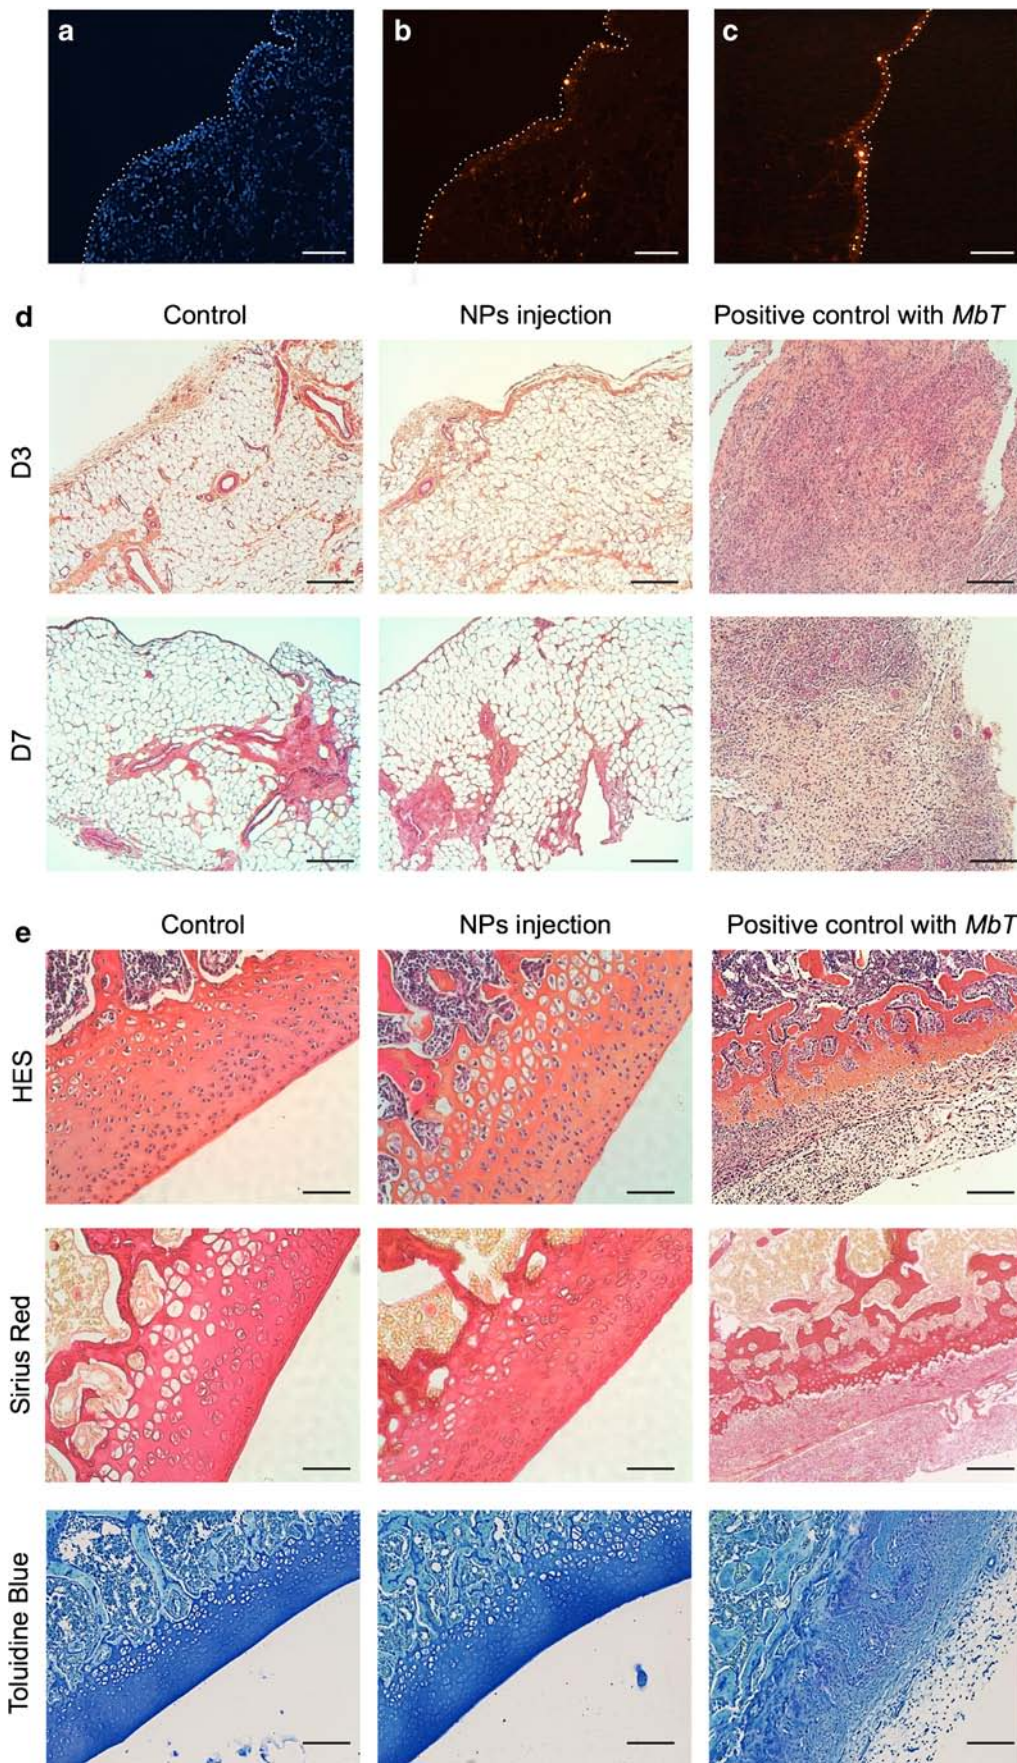 a b c
d Control NPs injection Positive control with MbT
D3
D7
e Control NPs injection Positive control with MbT
HES
Sirius Red
Toluidine Blue